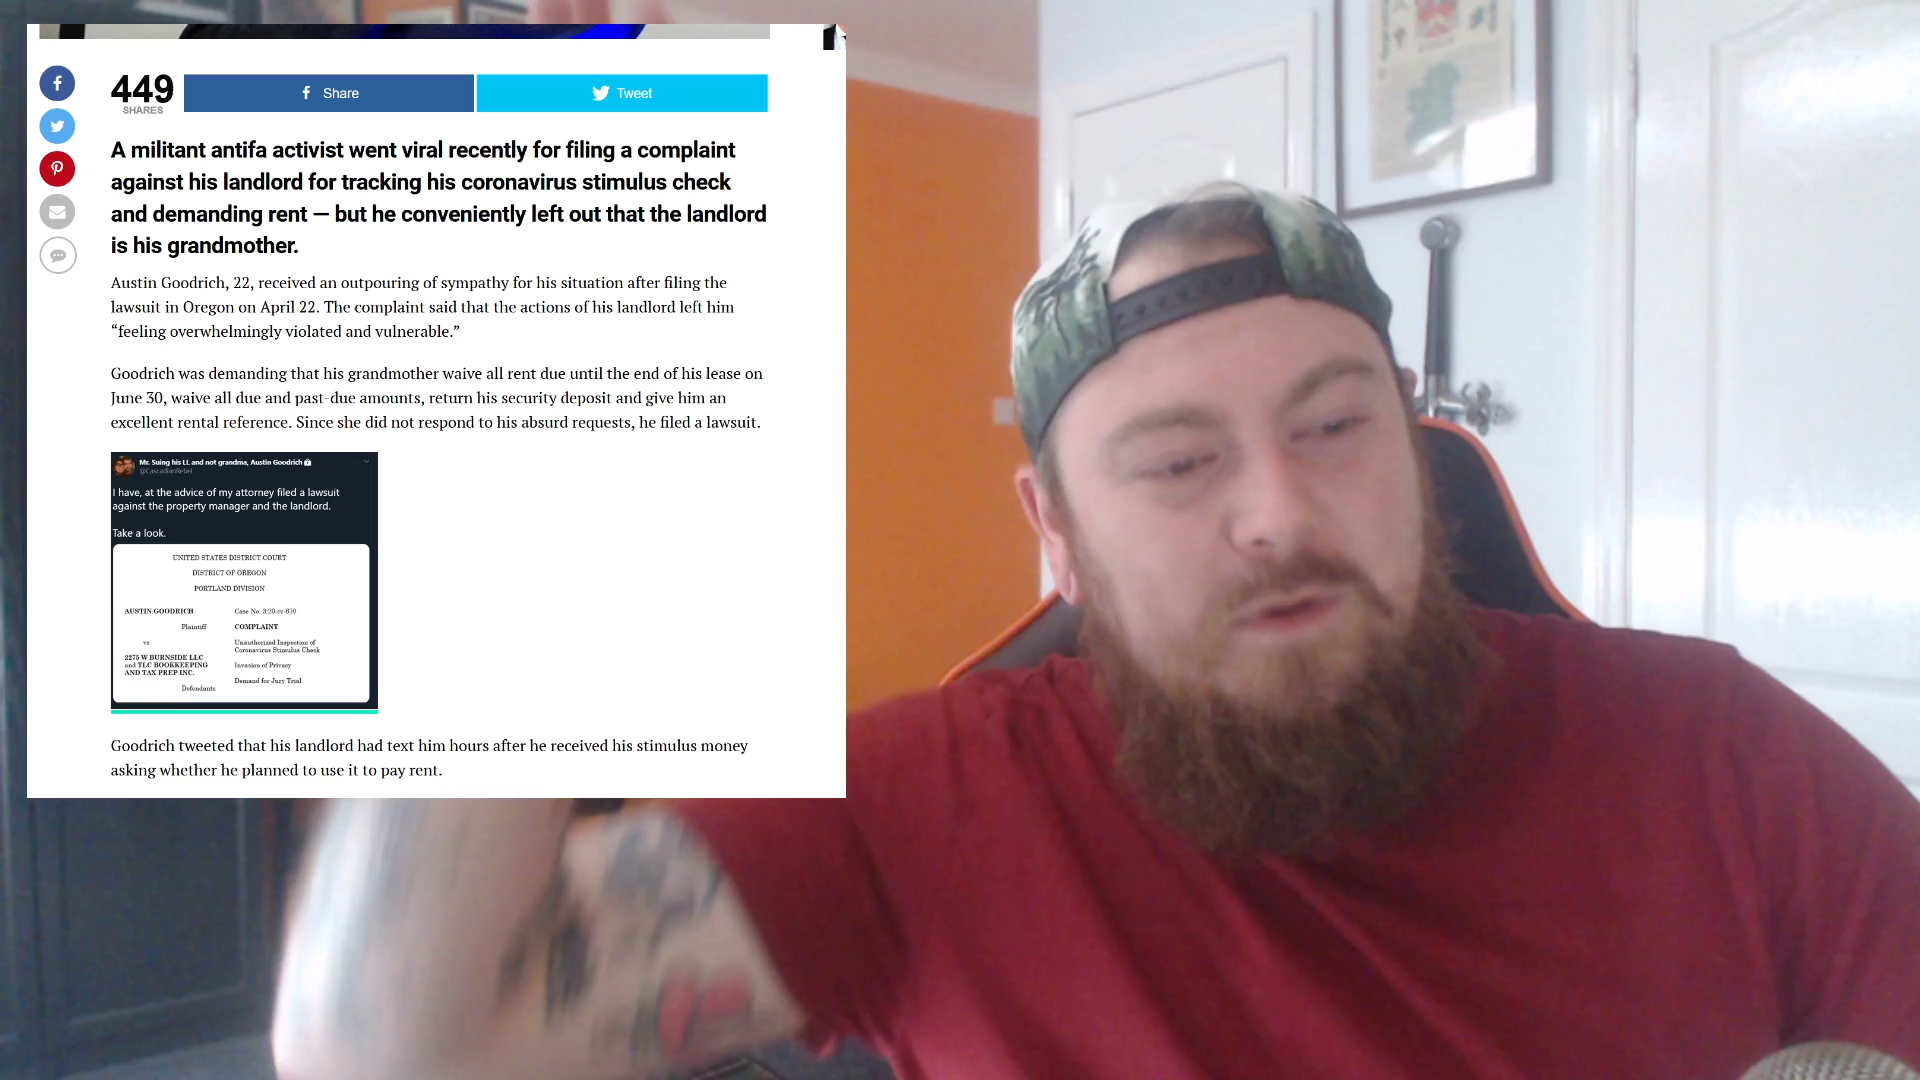 449
SHARES
Share
Tweet
A militant antifa activist went viral recently for filing a complaint
against his landlord for tracking his coronavirus stimulus check
and demanding rent — but he conveniently left out that the landlord
is his grandmother.
Austin Goodrich, 22, received an outpouring of sympathy for his situation after filing the
lawsuit in Oregon on April 22. The complaint said that the actions of his landlord left him
“feeling overwhelmingly violated and vulnerable.”
Goodrich was demanding that his grandmother waive all rent due until the end of his lease on
June 30, waive all due and past-due amounts, return his security deposit and give him an
excellent rental reference. Since she did not respond to his absurd requests, he filed a lawsuit.
Mr. Suing his LL and not grandma, Austin Goodrich
@CascadianRebel
I have, at the advice of my attorney filed a lawsuit
against the property manager and the landlord.
Take a look.
UNITED STATES DISTRICT COURT
DISTRICT OF OREGON
PORTLAND DIVISION
AUSTIN GOODRICH
Plaintiff
vs
2275 W BURNSIDE LLC
and TLC BOOKKEEPING
AND TAX PREP INC.
Defendants
Case No. 3:20-cv-670
COMPLAINT
Unauthorized Inspection of
Coronavirus Stimulus Check
Invasion of Privacy
Demand for Jury Trial
Goodrich tweeted that his landlord had text him hours after he received his stimulus money
asking whether he planned to use it to pay rent.